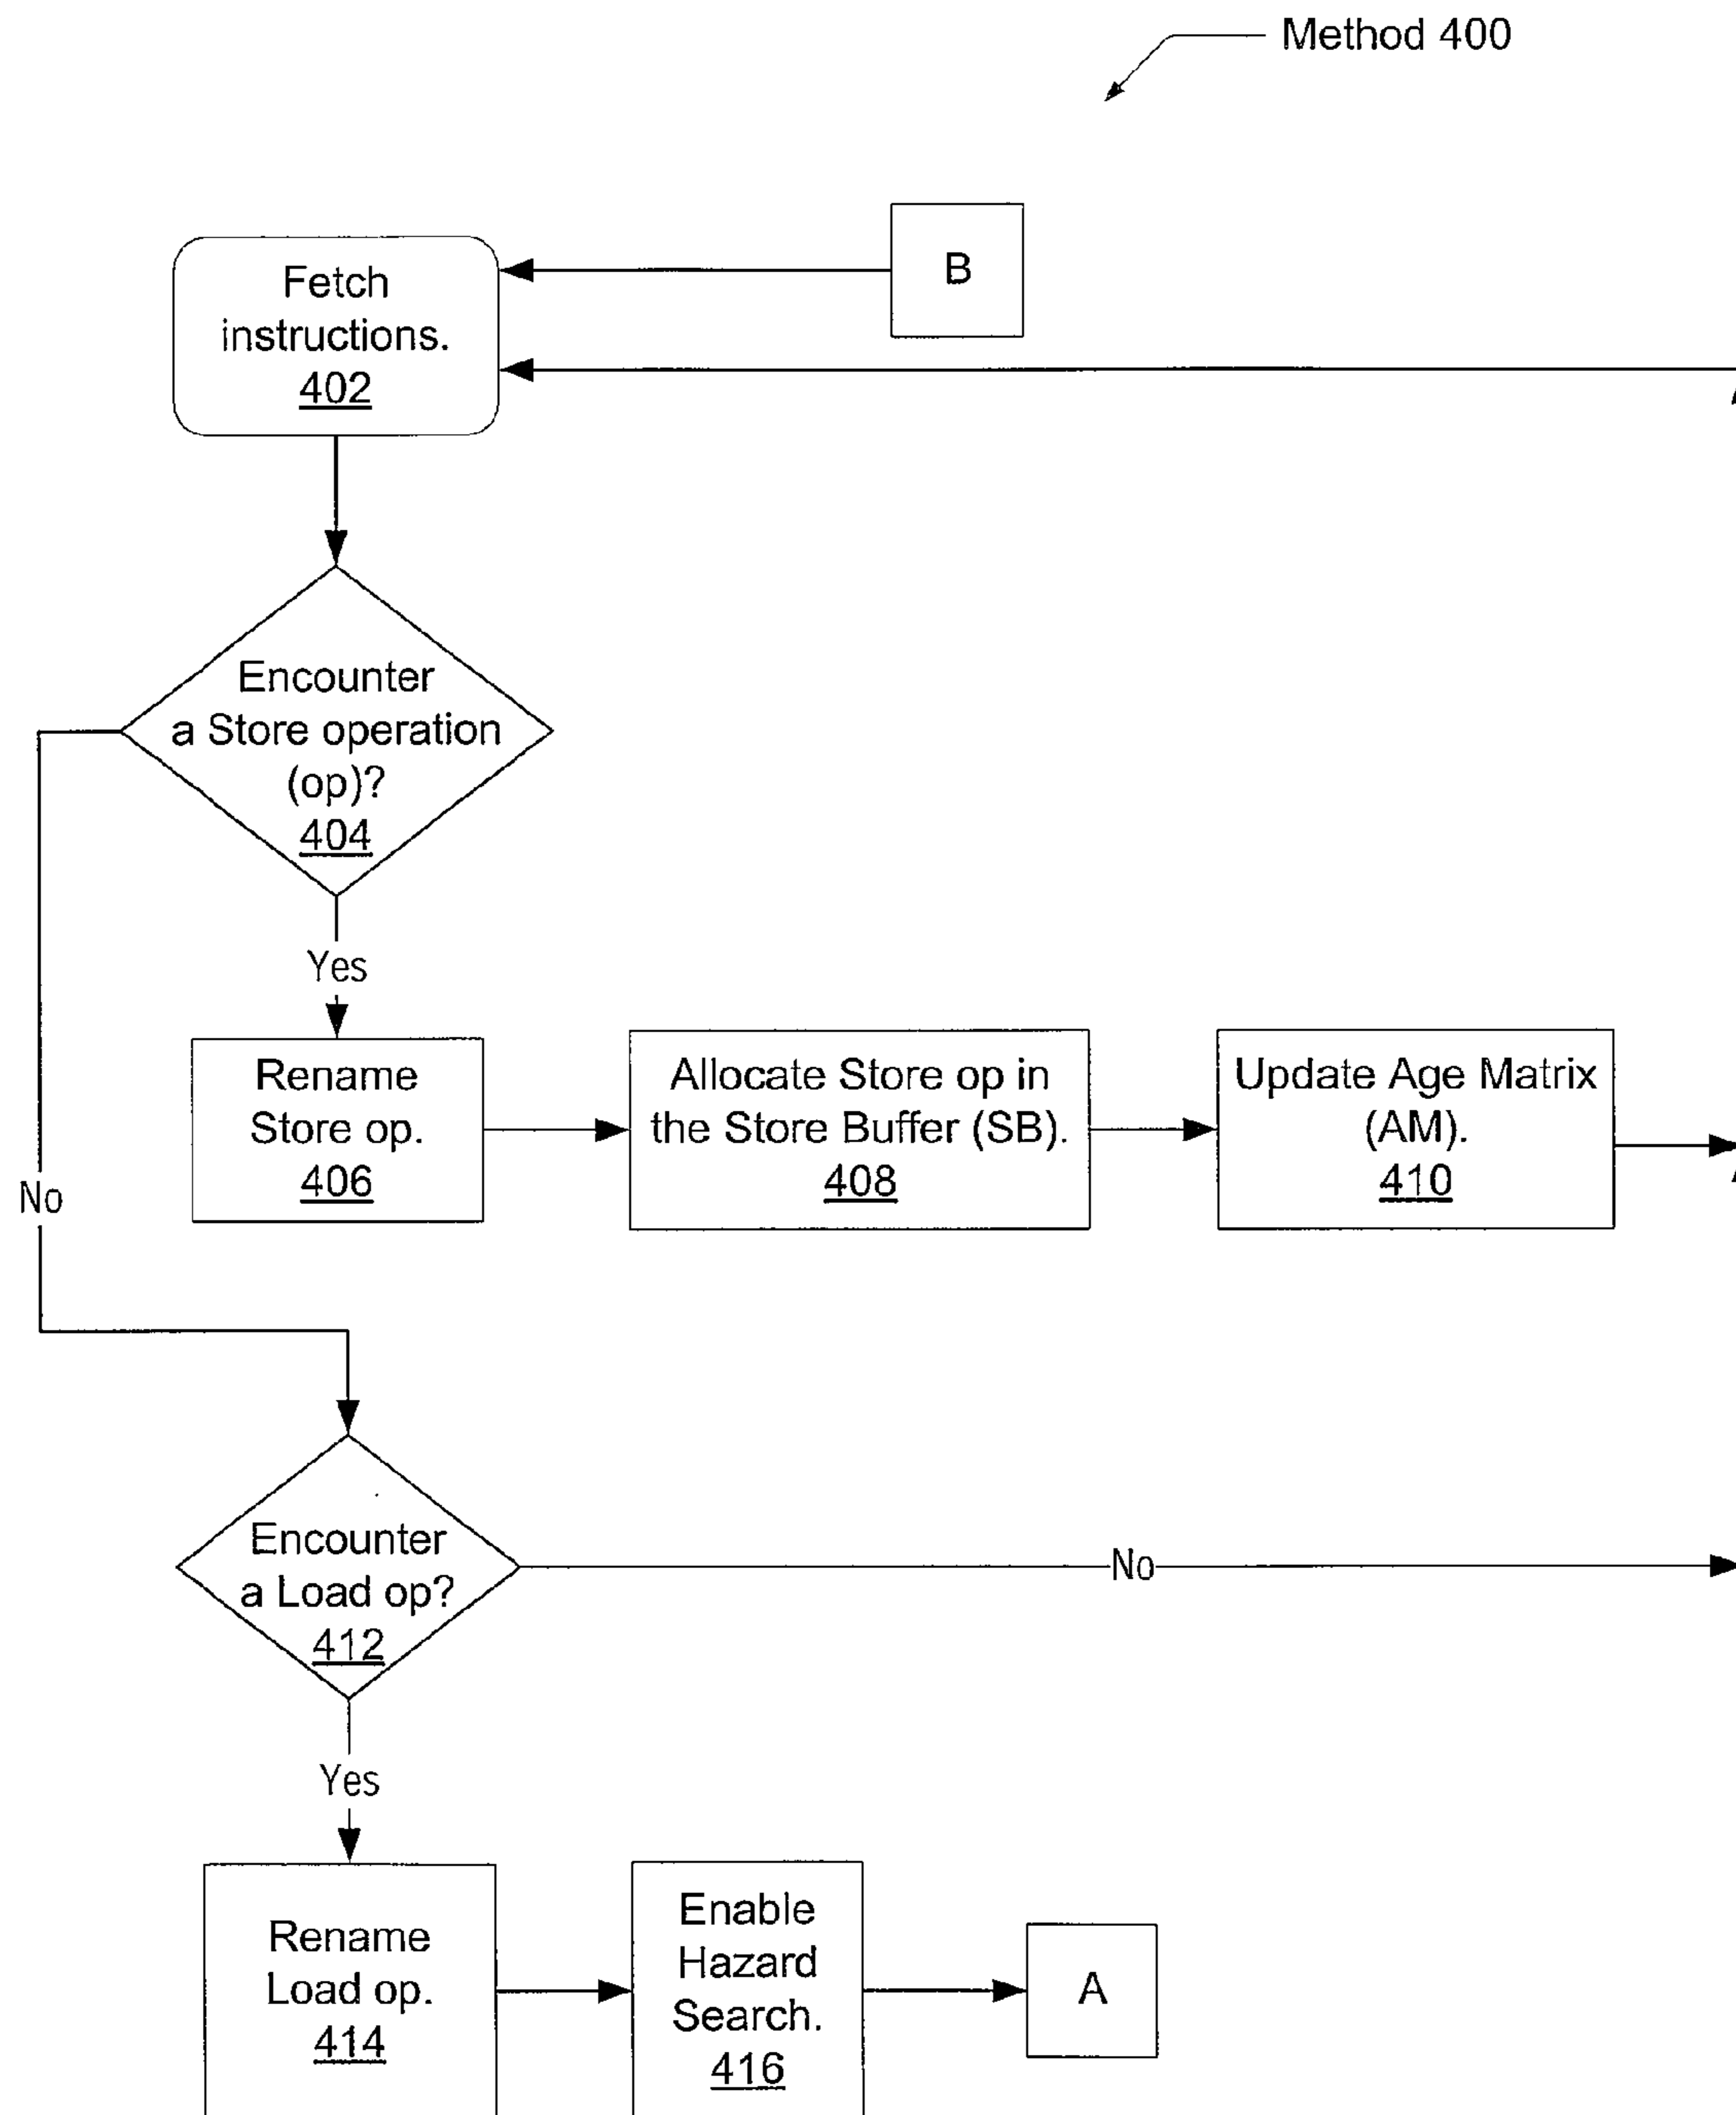 Method 400
B
Fetch
instructions.
402
Encounter
a Store operation
(op)?
404
Yes
Rename
Store op.
406
Allocate Store op in
the Store Buffer (SB).
408
Update Age Matrix
(AM).
410
No
Encounter
a Load op?
412
No
Yes
Rename
Load op.
414
Enable
Hazard
Search.
416
A